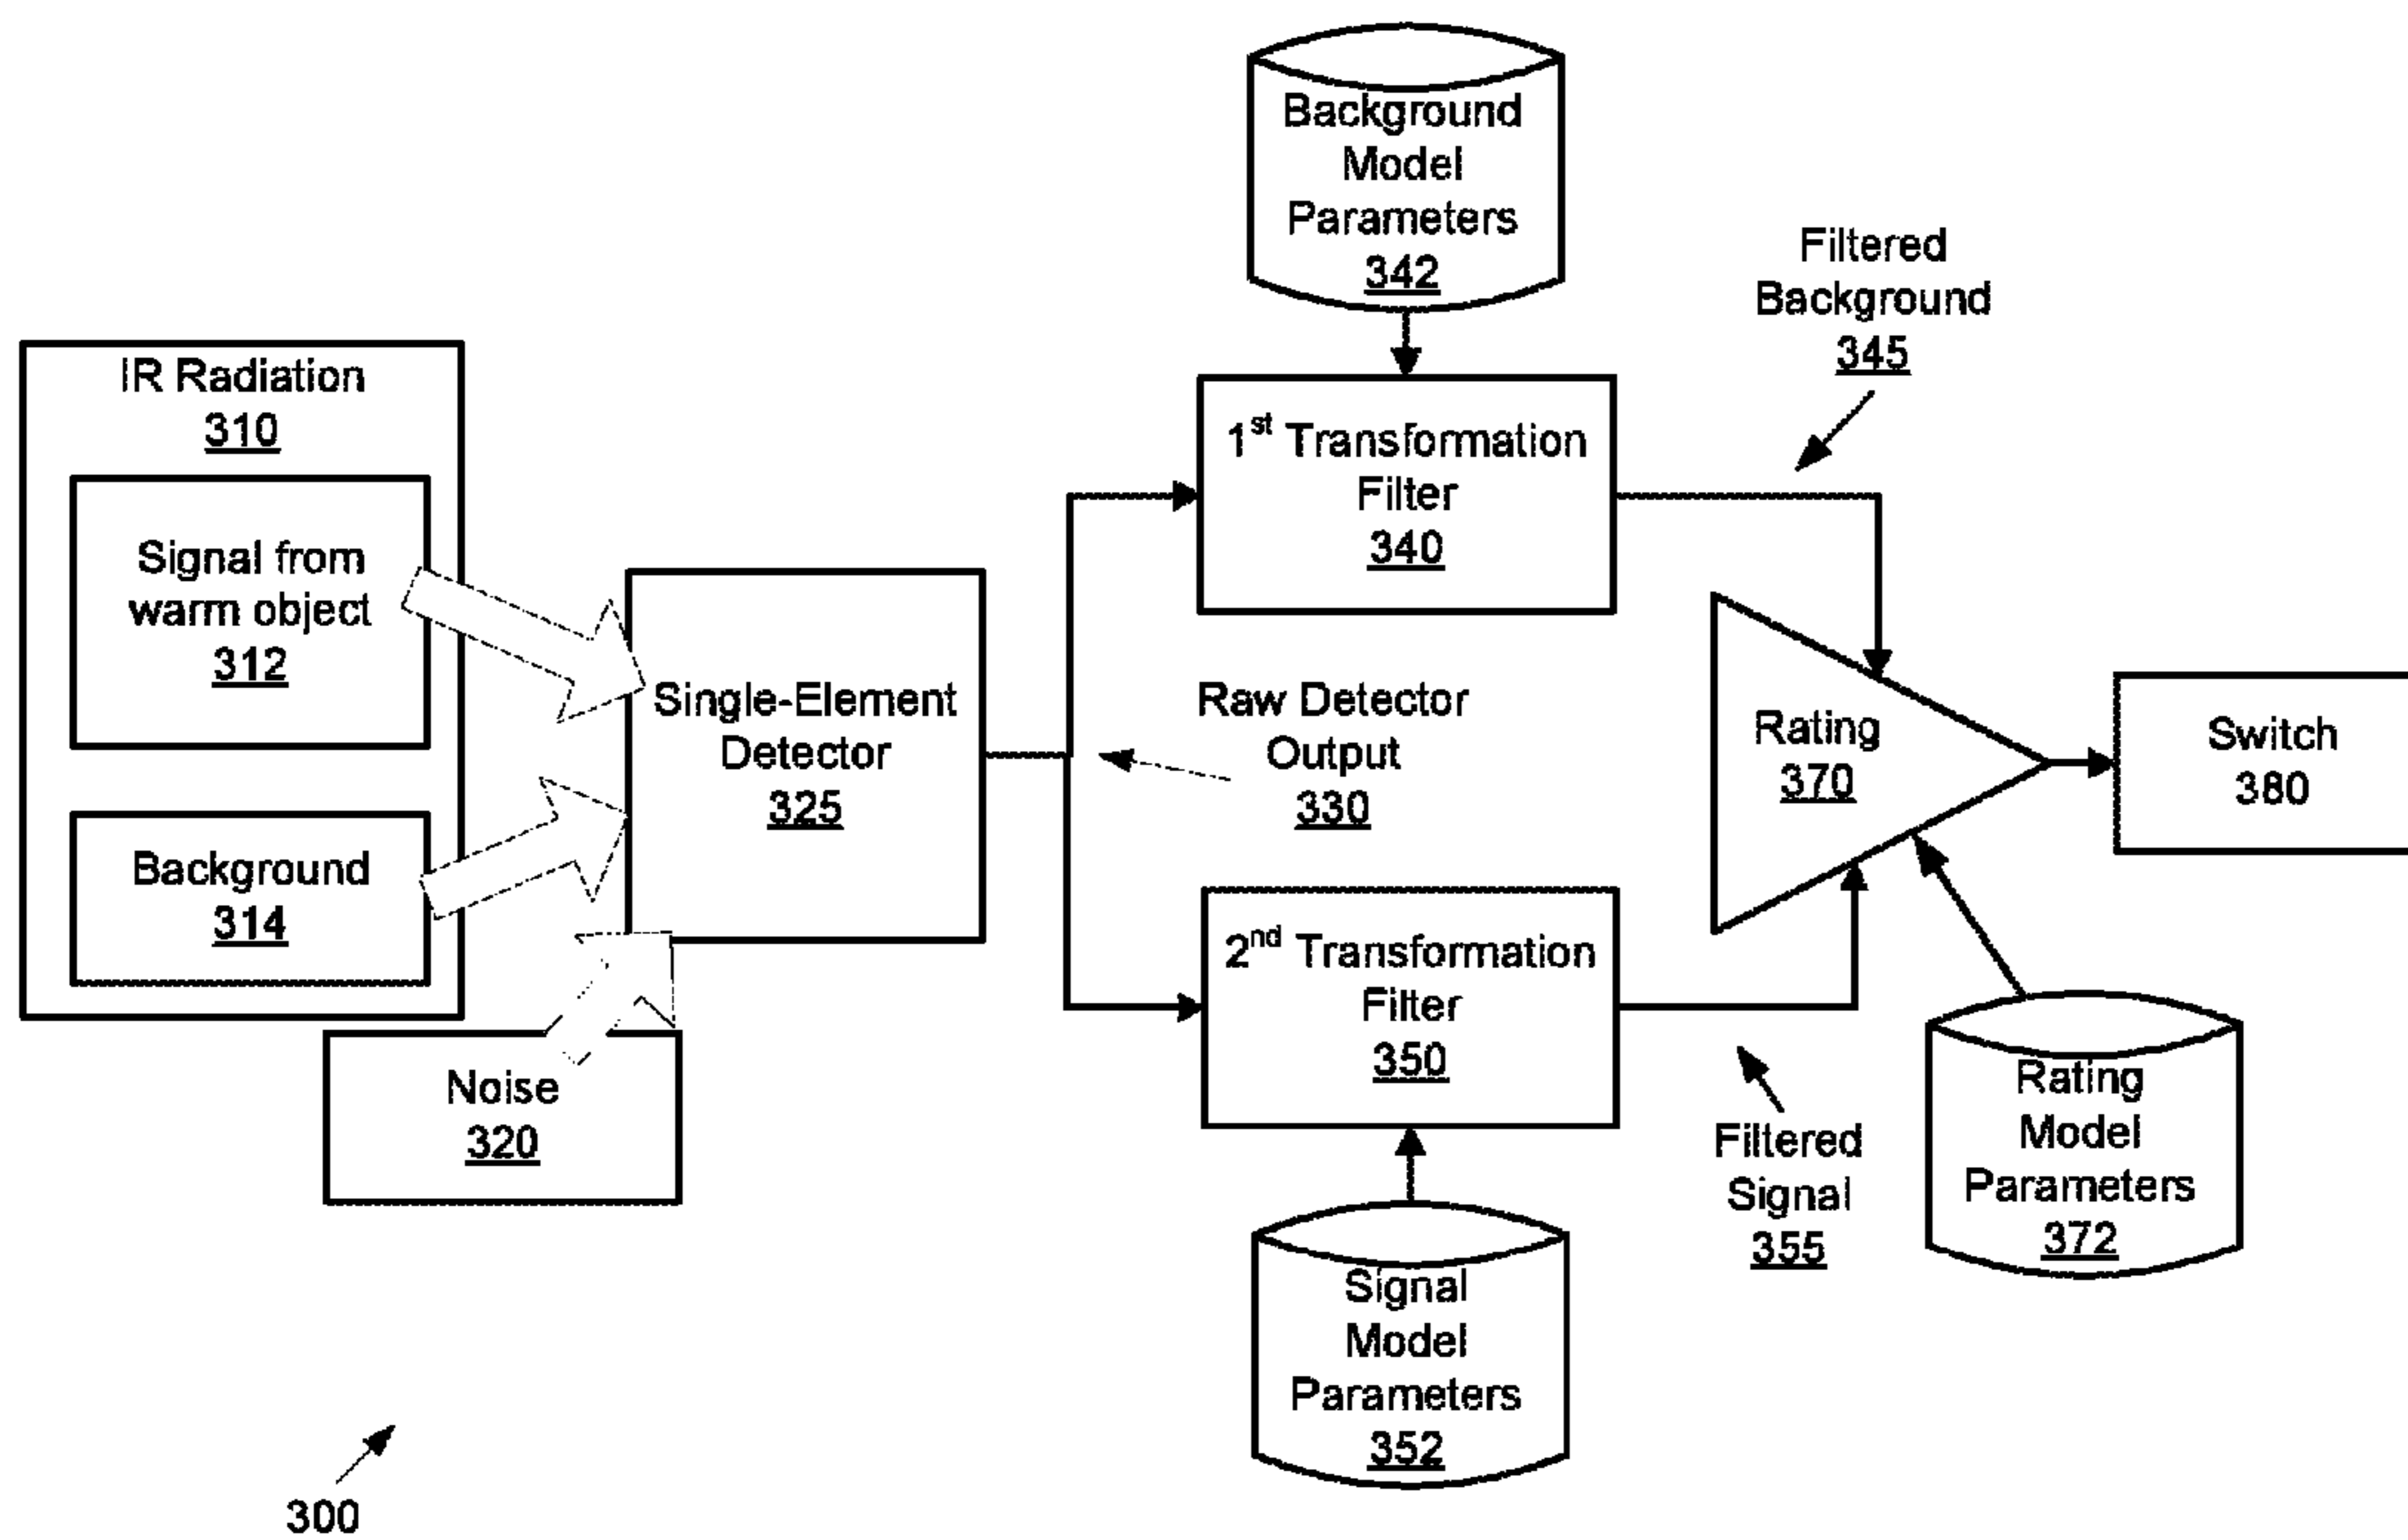 Background
Model
Parameters
342
Filtered
Background
345
IR Radiation
310
1st Transformation
Filter
340
Signal from
warm object
312
Single-Element
Detector
325
Raw Detector
Output
330
Rating
370
Switch
380
Background
314
2nd Transformation
Filter
350
Noise
320
Filtered
Signal
355
Rating
Model
Parameters
372
Signal
Model
Parameters
352
300